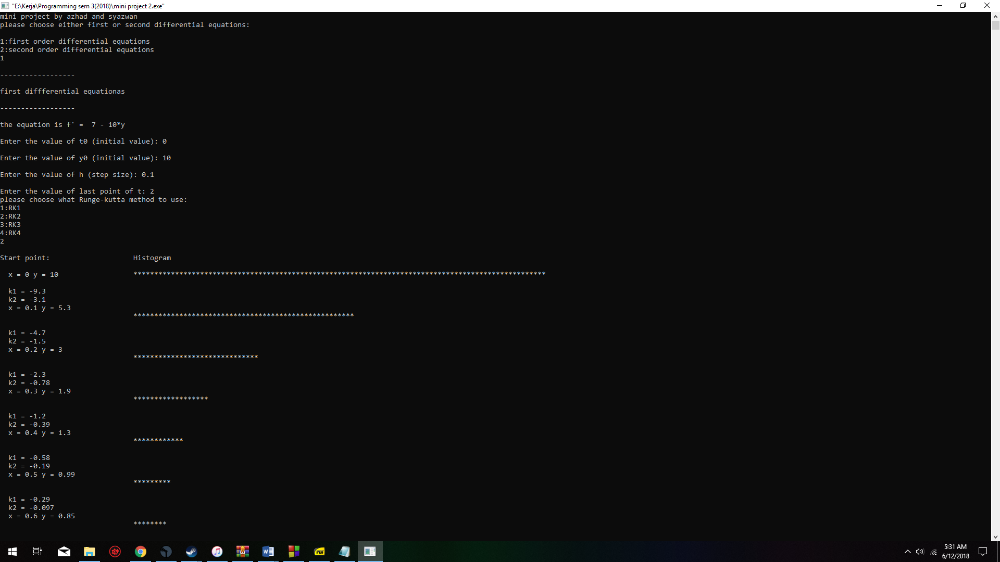 "E:\Kerja\Programming sem 3(2018)\mini project 2.exe"
mini project by azhad and syazwan
please choose either first or second differential equations:
1:first order differential equations
2:second order differential equations
1
------------------
first diffferential equationas
------------------
the equation is f' =  7 - 10*y
Enter the value of t0 (initial value): 0
Enter the value of y0 (initial value): 10
Enter the value of h (step size): 0.1
Enter the value of last point of t: 2
please choose what Runge-kutta method to use:
1:RK1
2:RK2
3:RK3
4:RK4
2
Start point:                    Histogram
x = 0 y = 10 ***************************************************************************************************
k1 = -9.3
k2 = -3.1
x = 0.1 y = 5.3
*****************************************************
k1 = -4.7
k2 = -1.5
x = 0.2 y = 3
******************************
k1 = -2.3
k2 = -0.78
x = 0.3 y = 1.9
******************
k1 = -1.2
k2 = -0.39
x = 0.4 y = 1.3
************
k1 = -0.58
k2 = -0.19
x = 0.5 y = 0.99
*********
k1 = -0.29
k2 = -0.097
x = 0.6 y = 0.85
********
PDF
5:31 AM
6/12/2018